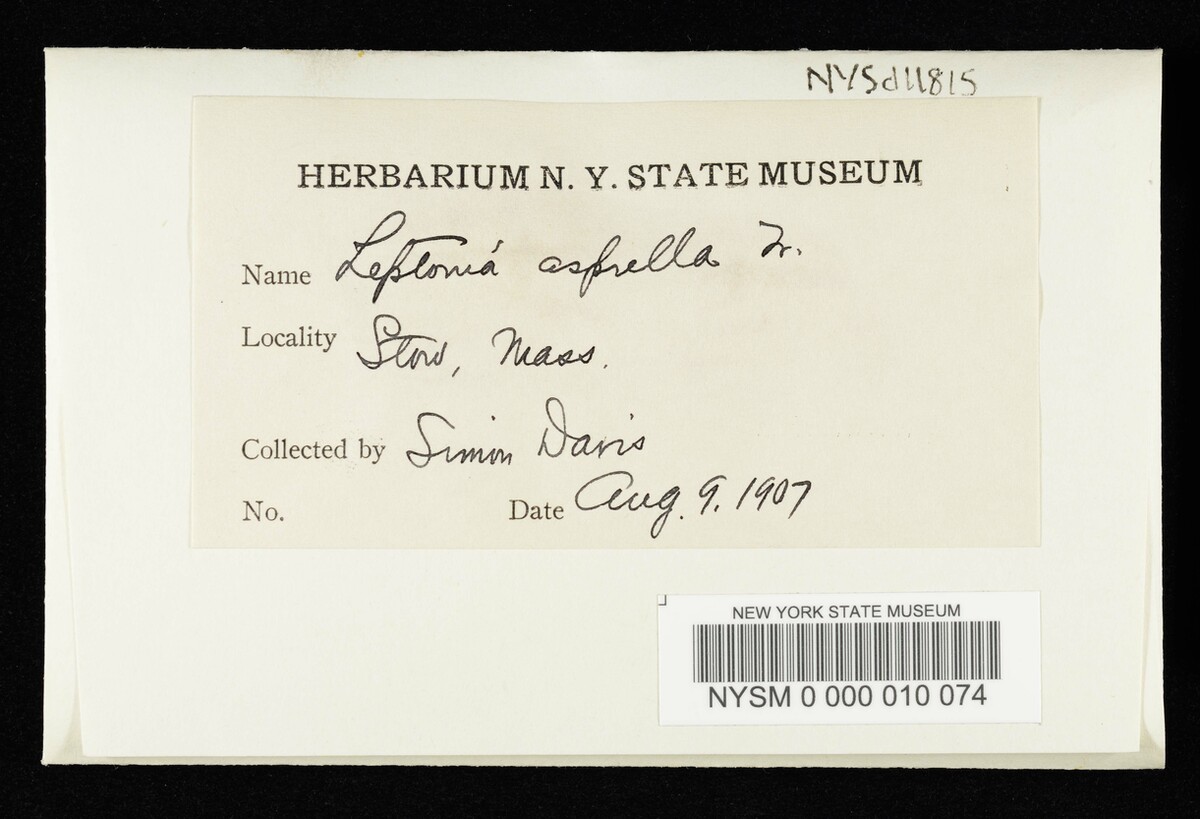 NYSd11815
HERBARIUM N. Y. STATE MUSEUM
Name Leptonia asprella Fr.
Locality Stow, Mass.
Collected by Simon Davis
No. Date Aug. 9. 1907
NEW YORK STATE MUSEUM
NYSM 0 000 010 074